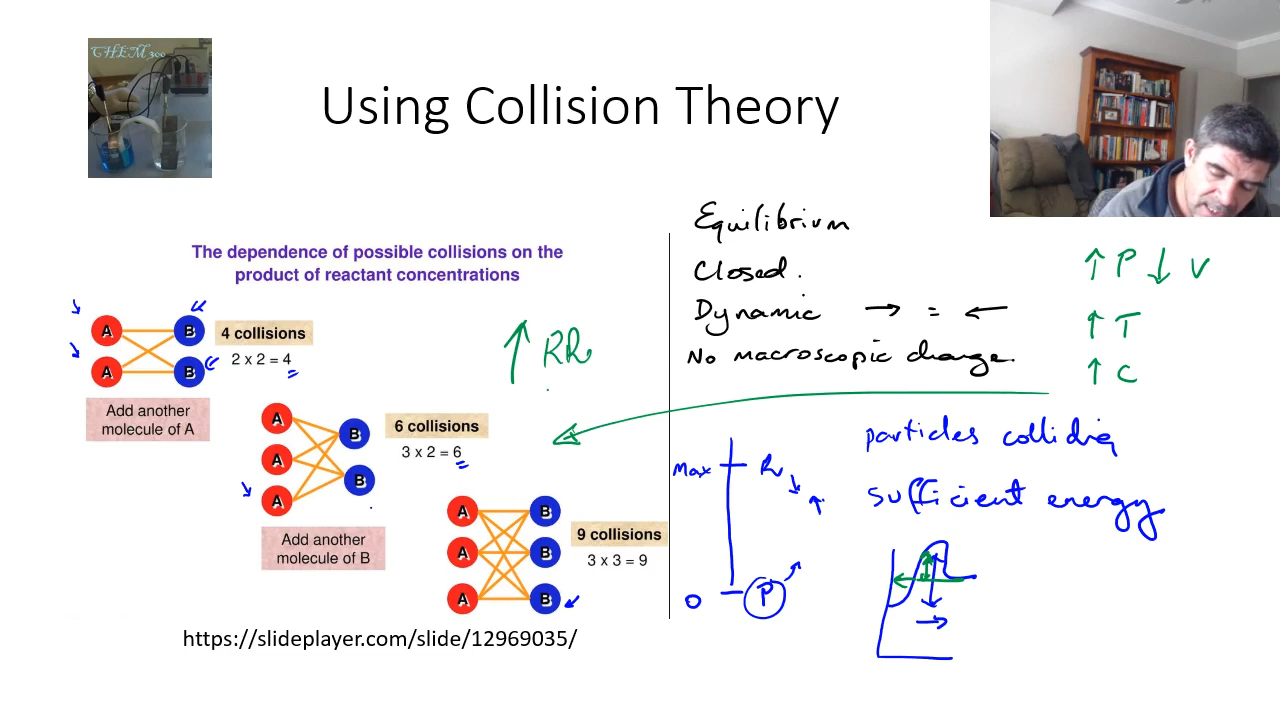 CHEM300
Using Collision Theory
The dependence of possible collisions on the
product of reactant concentrations
A B
A B
4 collisions
2 x 2 = 4
Add another
molecule of A
A B
A B
A
6 collisions
3 x 2 = 6
Add another
molecule of B
A B
A B
A B
9 collisions
3 x 3 = 9
https://slideplayer.com/slide/12969035/
↑ RR
Equilibrium
Closed.
Dynamic → = ←
No macroscopic change.
↑ P ↓ V
↑ T
↑ C
particles colliding
sufficient energy
Max
0 P